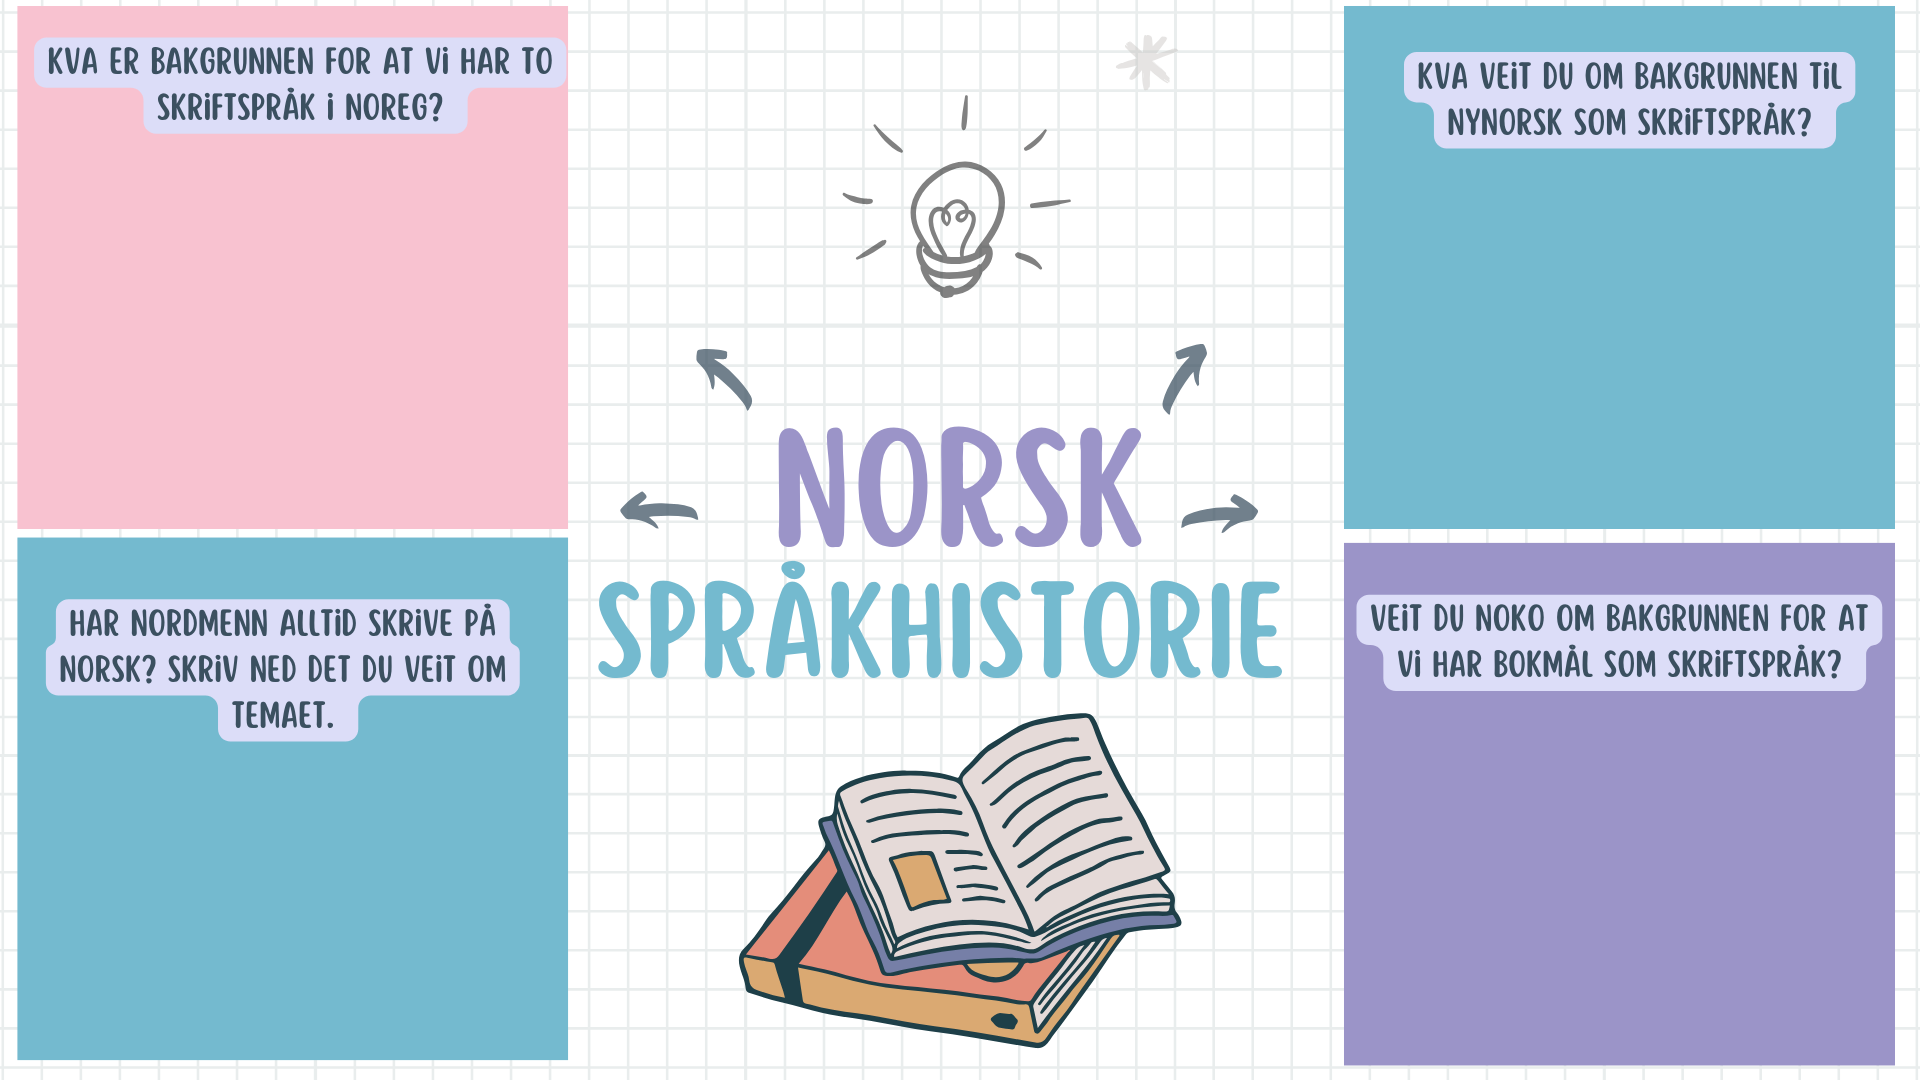 KVA ER BAKGRUNNEN FOR AT Vi HAR TO
SKRiFTSPRÅK i NOREG?
KVA VEiT DU OM BAKGRUNNEN TiL
NYNORSK SOM SKRiFTSPRÅK?
NORSK
SPRÅKHISTORIE
HAR NORDMENN ALLTiD SKRiVE PÅ
NORSK? SKRiV NED DET DU VEiT OM
TEMAET.
VEiT DU NOKO OM BAKGRUNNEN FOR AT
Vi HAR BOKMÅL SOM SKRiFTSPRÅK?